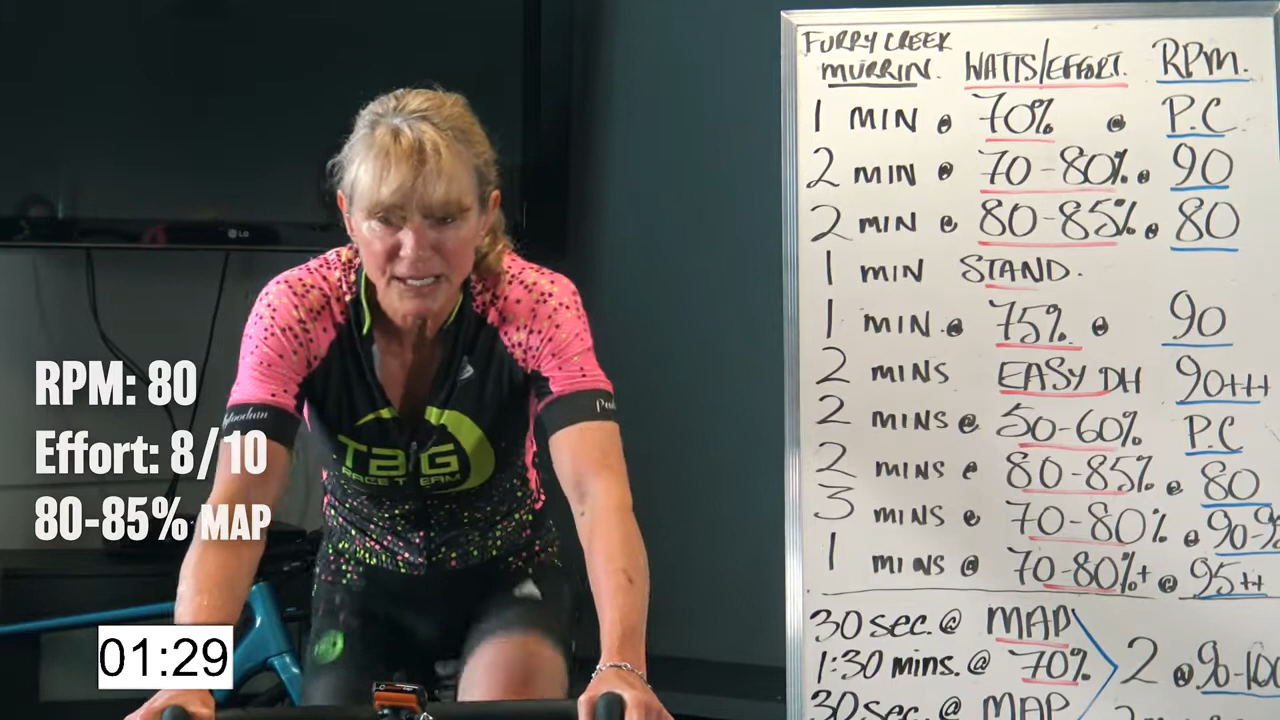 RPM: 80
Effort: 8/10
80-85% MAP
01:29
LG
TaG
RACE TEAM
FURRY CREEK
MURRIN. WATTS/EFFORT. RPM.
1 MIN @ 70% @ P.C
2 MIN @ 70-80% @ 90
2 MIN @ 80-85% @ 80
1 MIN STAND.
1 MIN @ 75% @ 90
2 MINS EASY DH 90+++
2 MINS @ 50-60% P.C
2 MINS @ 80-85% @ 80
3 MINS @ 70-80% @ 90-9
1 MINS @ 70-80%+ @ 95++
30 sec. @ MAP
1:30 mins. @ 70% 2 @ 90-100
30 sec @ MAP